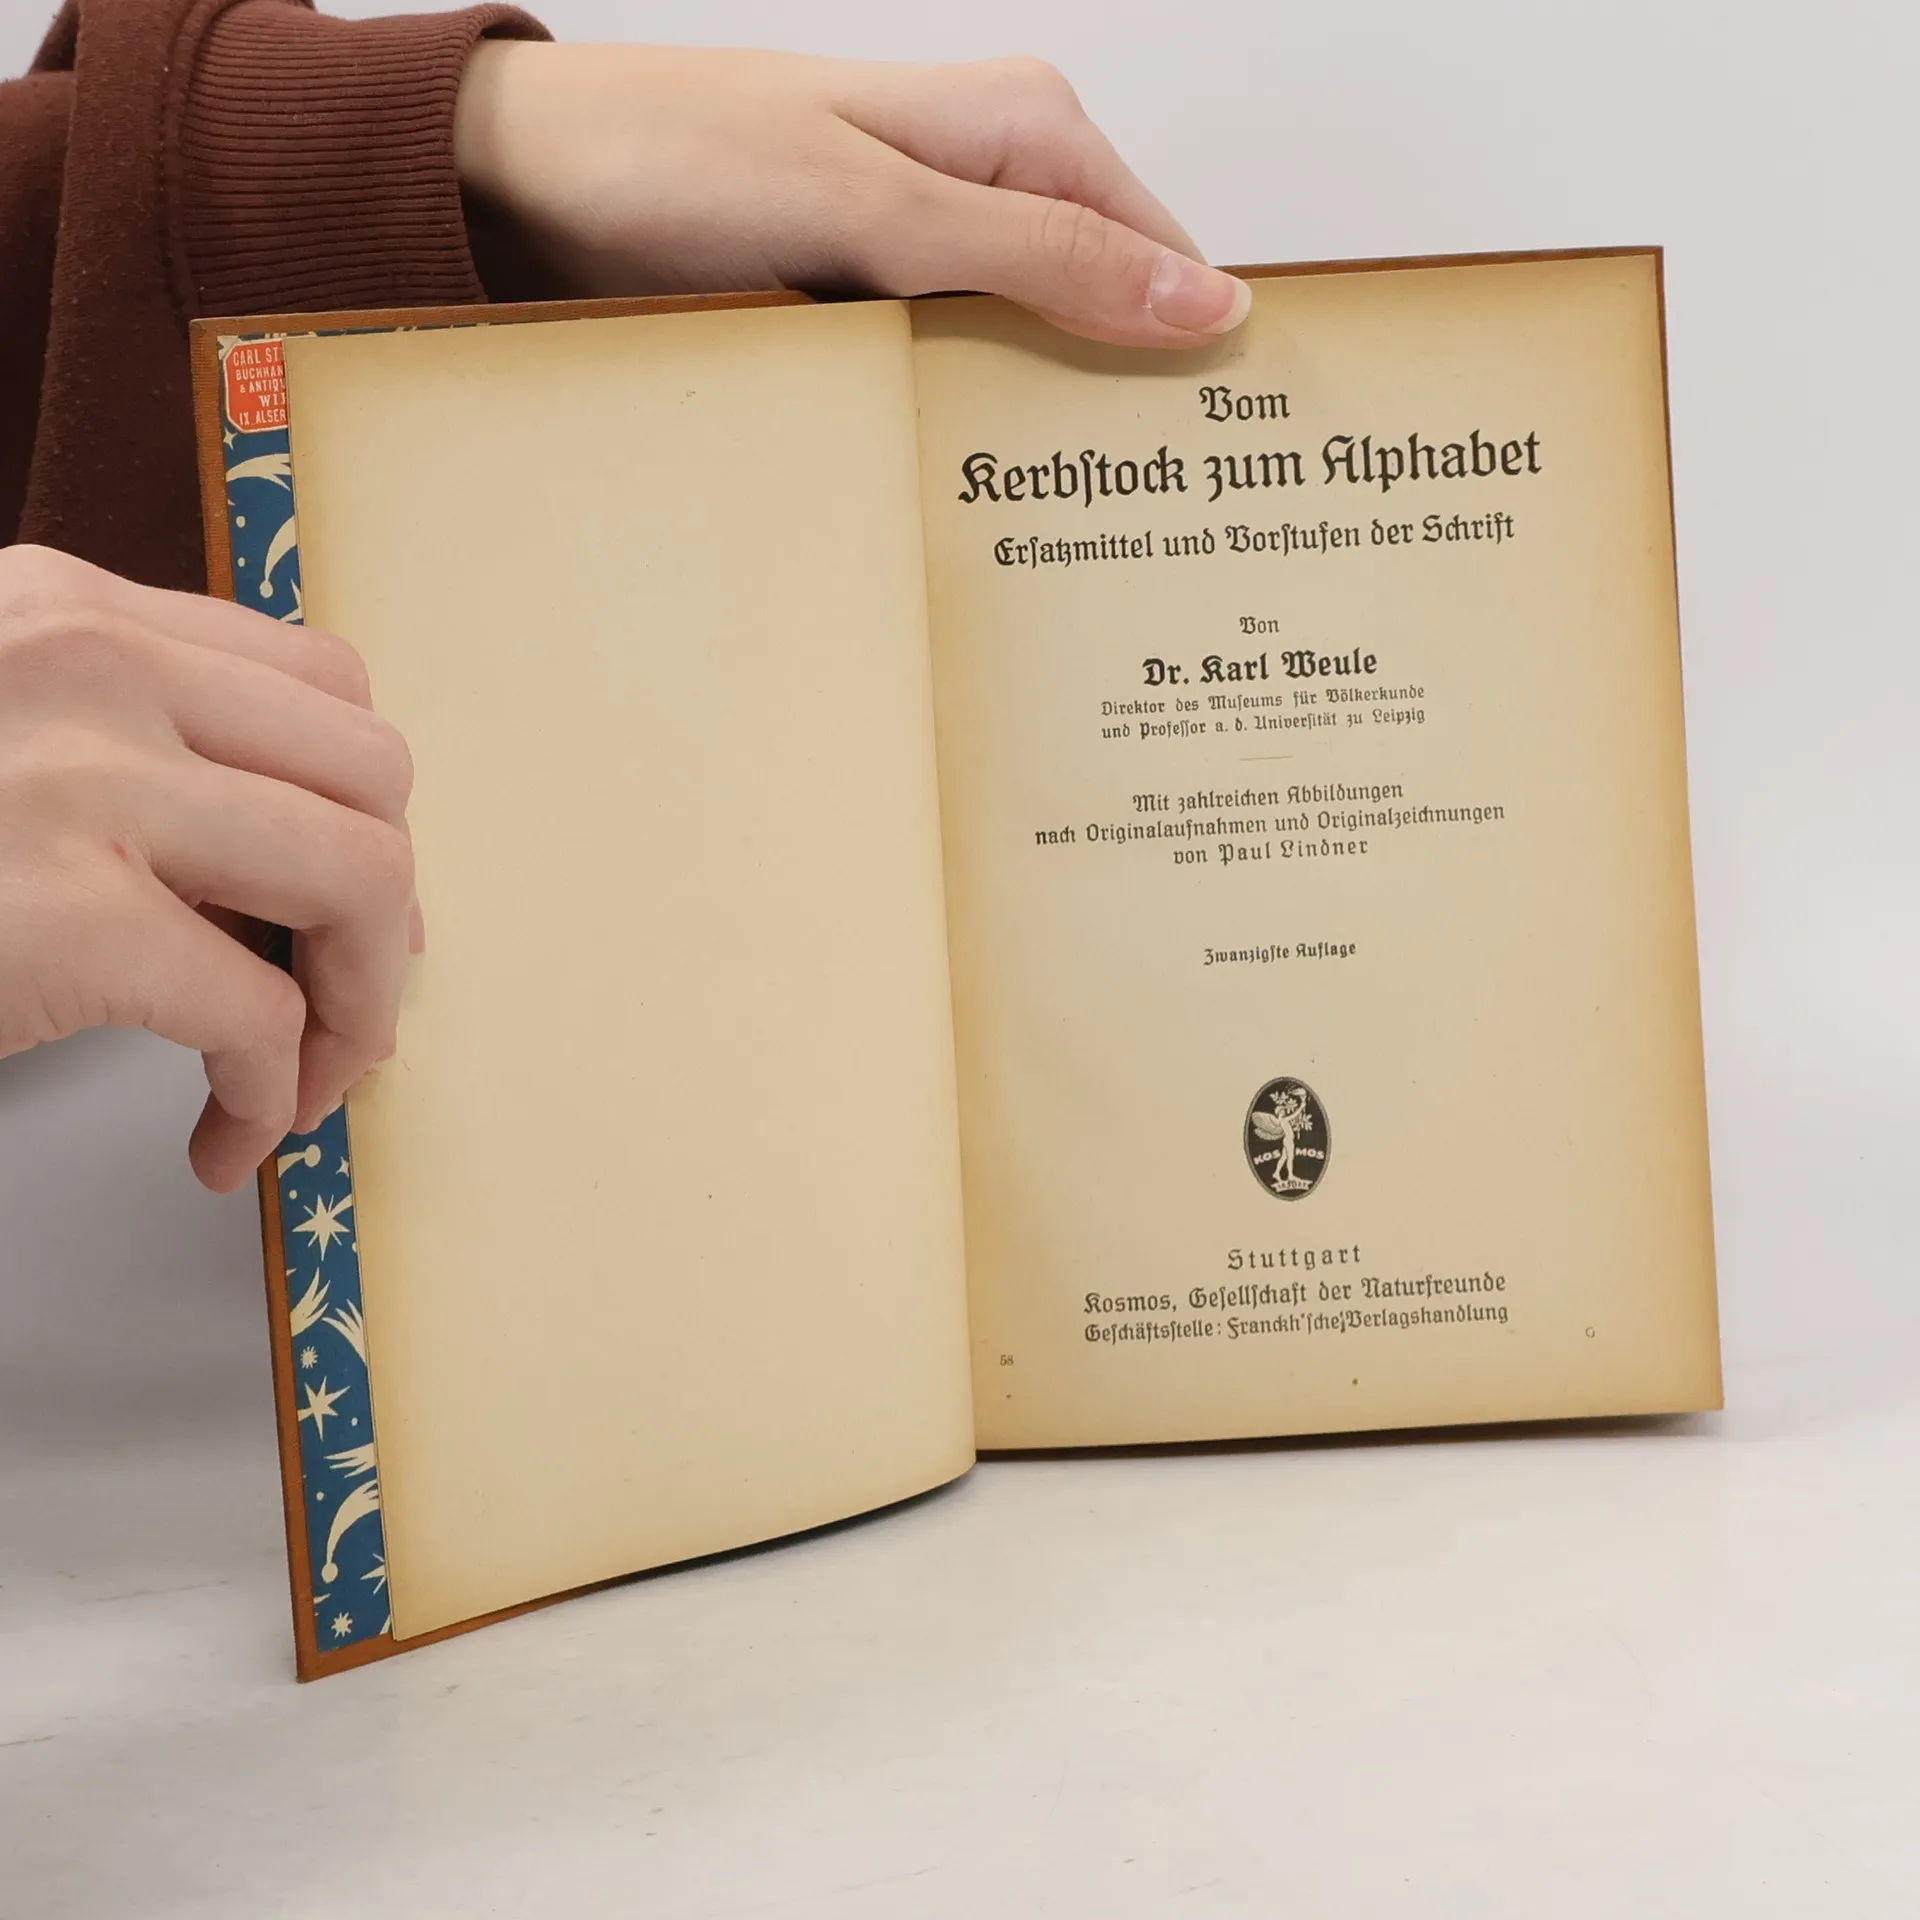 CARL ST
BUCHHAN
& ANTIQU
WI
IX. ALSER
Vom
Kerbſtock zum Alphabet
Erſatzmittel und Vorſtufen der Schrift
Von
Dr. Karl Weule
Direktor des Muſeums für Völkerkunde
und Profeſſor a. d. Univerſität zu Leipzig
Mit zahlreichen Abbildungen
nach Originalaufnahmen und Originalzeichnungen
von Paul Lindner
Zwanzigſte Auflage
KOSMOS
Stuttgart
Kosmos, Geſellſchaft der Naturfreunde
Geſchäftsſtelle: Franckh'ſche Verlagshandlung
58
G